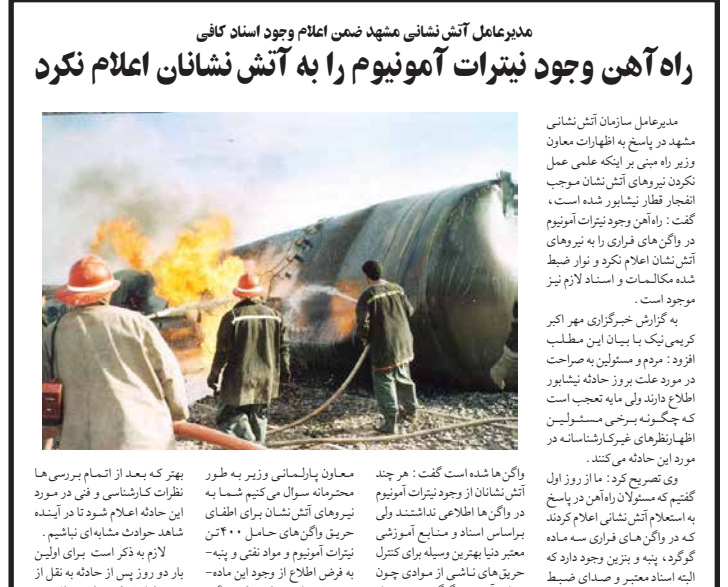 مدیرعامل آتش‌نشانی مشهد ضمن اعلام وجود اسناد کافی
راه‌آهن وجود نیترات آمونیوم را به آتش‌نشانان اعلام نکرد
مدیرعامل سازمان آتش‌نشانی
مشهد در پاسخ به اظهارات معاون
وزیر راه مبنی بر اینکه علمی عمل
نکردن نیروهای آتش‌نشان موجب
انفجار قطار نیشابور شده است،
گفت: راه‌آهن وجود نیترات آمونیوم
در واگن‌های فراری را به نیروهای
آتش‌نشان اعلام نکرد و نوار ضبط
شده مکالمات و اسناد لازم نیز
موجود است.
به گزارش خبرگزاری مهر اکبر
کریمی‌نیک با بیان این مطلب
افزود: مردم و مسئولین به صراحت
در مورد علت بروز حادثه نیشابور
اطلاع دارند ولی مایه تعجب است
که چگونه برخی مسئولین
اظهارنظرهای غیرکارشناسانه در
مورد این حادثه می‌کنند.
وی تصریح کرد: ما از روز اول
گفتیم که مسئولان راه‌آهن در پاسخ
به استعلام آتش‌نشانی اعلام کردند
که در واگن‌های فراری سه ماده
گوگرد، پنبه و بنزین وجود دارد که
البته اسناد معتبر و صدای ضبط
واگن‌ها شده است گفت: هر چند
آتش‌نشانان از وجود نیترات آمونیوم
در واگن‌ها اطلاعی نداشتند ولی
براساس اسناد و منابع آموزشی
معتبر دنیا بهترین وسیله برای کنترل
حریق‌های ناشی از موادی چون
معاون پارلمانی وزیر به طور
محترمانه سوال می‌کنیم شما به
نیروهای آتش‌نشان برای اطفای
حریق واگن‌های حامل ۴۰۰ تن
نیترات آمونیوم و مواد نفتی و پنبه-
به فرض اطلاع از وجود این ماده-
بهتر که بعد از اتمام بررسی‌ها
نظرات کارشناسی و فنی در مورد
این حادثه اعلام شود تا در آینده
شاهد حوادث مشابه‌ای نباشیم.
لازم به ذکر است برای اولین
بار دو روز پس از حادثه به نقل از